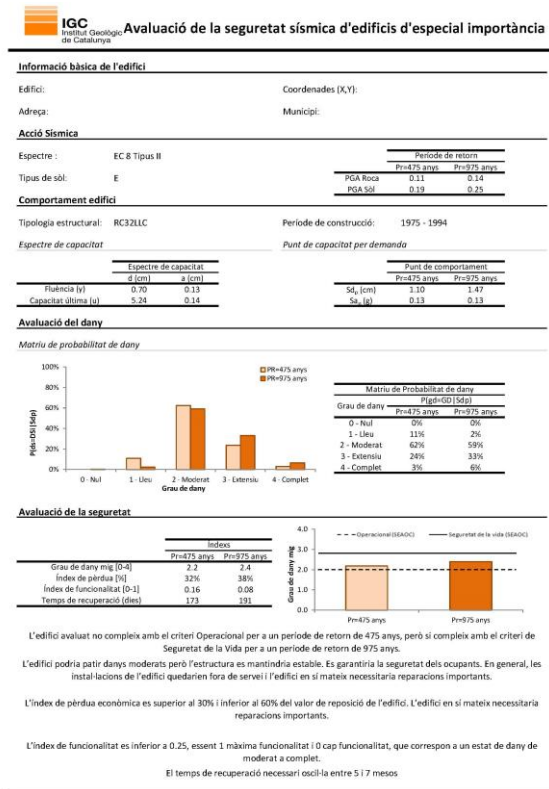 IGC
Institut Geològic
de Catalunya
Avaluació de la seguretat sísmica d'edificis d'especial importància
Informació bàsica de l'edifici
Edifici: Coordenades (X,Y):
Adreça: Municipi:
Acció Sísmica
Espectre : EC 8 Tipus II
Tipus de sòl: E
Període de retorn
Pr=475 anys Pr=975 anys
PGA Roca 0.11 0.14
PGA Sòl 0.19 0.25
Comportament edifici
Tipologia estructural: RC32LLC Període de construcció: 1975 - 1994
Espectre de capacitat Punt de capacitat per demanda
Espectre de capacitat
d (cm) a (cm)
Fluència (y) 0.70 0.13
Capacitat última (u) 5.24 0.14
Punt de comportament
Pr=475 anys Pr=975 anys
Sdp (cm) 1.10 1.47
Sap (g) 0.13 0.13
Avaluació del dany
Matriu de probabilitat de dany
P(ds=DSi|Sdp)
100%
80%
60%
40%
20%
0%
PR=475 anys
PR=975 anys
0 - Nul 1 - Lleu 2 - Moderat 3 - Extensiu 4 - Complet
Grau de dany
Matriu de Probabilitat de dany
Grau de dany P(gd=GD|Sdp)
Pr=475 anys Pr=975 anys
0 - Nul 0% 0%
1 - Lleu 11% 2%
2 - Moderat 62% 59%
3 - Extensiu 24% 33%
4 - Complet 3% 6%
Avaluació de la seguretat
Índexs
Pr=475 anys Pr=975 anys
Grau de dany mig [0-4] 2.2 2.4
Índex de pèrdua [%] 32% 38%
Índex de funcionalitat [0-1] 0.16 0.08
Temps de recuperació (dies) 173 191
Grau de dany mig
4.0
3.0
2.0
1.0
0.0
Operacional (SEAOC) Seguretat de la vida (SEAOC)
Pr=475 anys Pr=975 anys
L'edifici avaluat no compleix amb el criteri Operacional per a un període de retorn de 475 anys, però si compleix amb el criteri de
Seguretat de la Vida per a un període de retorn de 975 anys.
L'edifici podria patir danys moderats però l'estructura es mantindria estable. Es garantiria la seguretat dels ocupants. En general, les
instal·lacions de l'edifici quedarien fora de servei i l'edifici en sí mateix necessitaria reparacions importants.
L'índex de pèrdua econòmica es superior al 30% i inferior al 60% del valor de reposició de l'edifici. L'edifici en sí mateix necessitaria
reparacions importants.
L'índex de funcionalitat es inferior a 0.25, essent 1 màxima funcionalitat i 0 cap funcionalitat, que correspon a un estat de dany de
moderat a complet.
El temps de recuperació necessari oscil·la entre 5 i 7 mesos